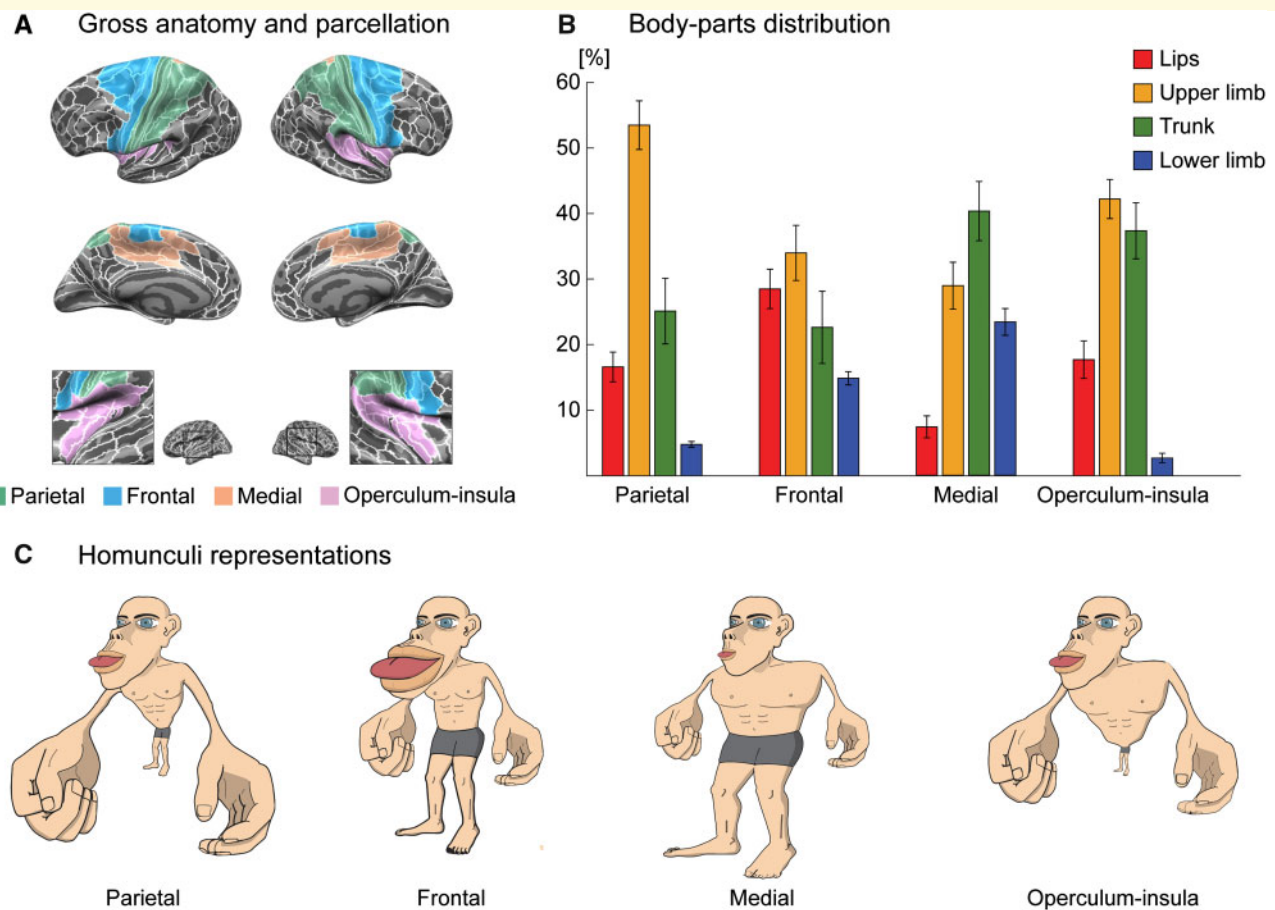 A Gross anatomy and parcellation
Parietal Frontal Medial Operculum-insula
B Body-parts distribution
[%]
60
50
40
30
20
10
Lips
Upper limb
Trunk
Lower limb
Parietal Frontal Medial Operculum-insula
C Homunculi representations
Parietal Frontal Medial Operculum-insula